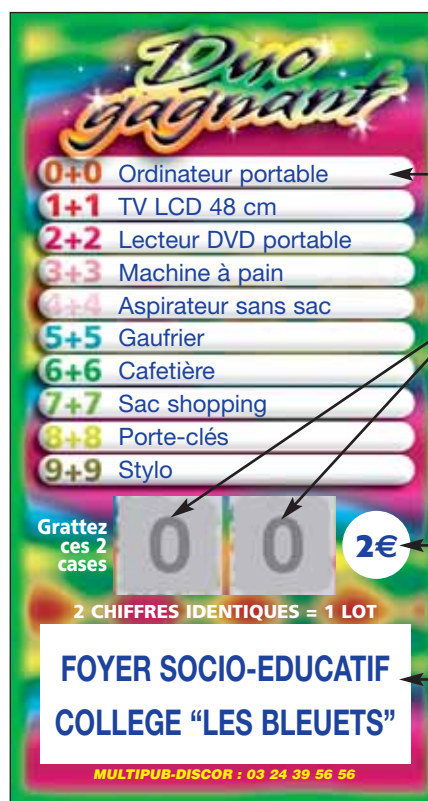 Duo
gagnant
0+0 Ordinateur portable
1+1 TV LCD 48 cm
2+2 Lecteur DVD portable
3+3 Machine à pain
4+4 Aspirateur sans sac
5+5 Gaufrier
6+6 Cafetière
7+7 Sac shopping
8+8 Porte-clés
9+9 Stylo
Grattez
ces 2
cases
0 0
2€
2 CHIFFRES IDENTIQUES = 1 LOT
FOYER SOCIO-EDUCATIF
COLLEGE “LES BLEUETS”
MULTIPUB-DISCOR : 03 24 39 56 56